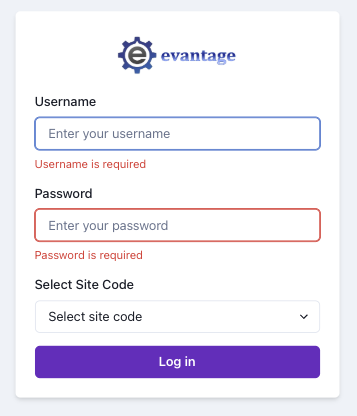 evantage
Username
Enter your username
Username is required
Password
Enter your password
Password is required
Select Site Code
Select site code
Log in